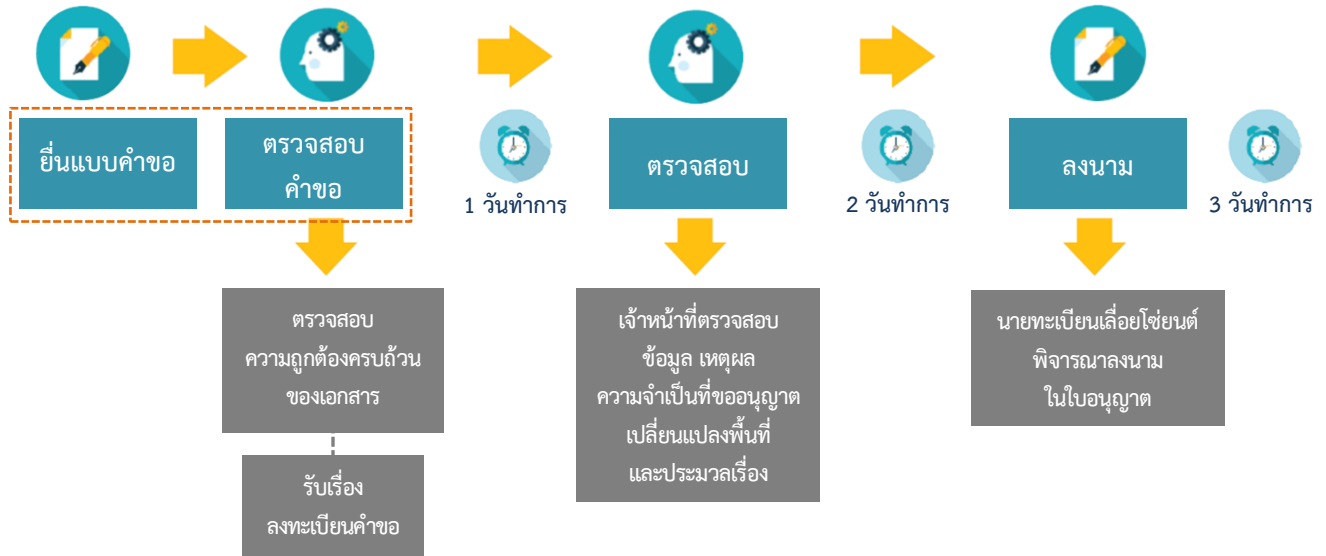 ยื่นแบบคำขอ
ตรวจสอบ
คำขอ
1 วันทำการ
ตรวจสอบ
2 วันทำการ
ลงนาม
3 วันทำการ
ตรวจสอบ
ความถูกต้องครบถ้วน
ของเอกสาร
รับเรื่อง
ลงทะเบียนคำขอ
เจ้าหน้าที่ตรวจสอบ
ข้อมูล เหตุผล
ความจำเป็นที่ขออนุญาต
เปลี่ยนแปลงพื้นที่
และประมวลเรื่อง
นายทะเบียนเลื่อยโซ่ยนต์
พิจารณาลงนาม
ในใบอนุญาต